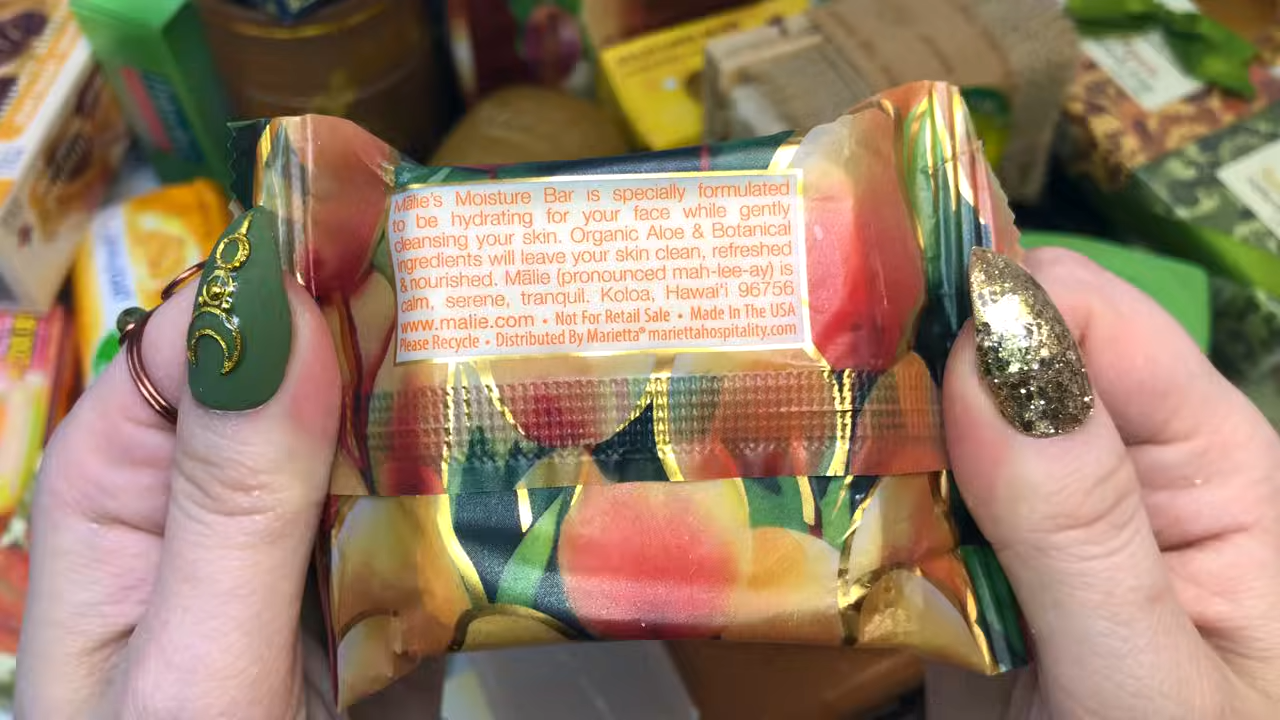 Mālie's Moisture Bar is specially formulated
to be hydrating for your face while gently
cleansing your skin. Organic Aloe & Botanical
ingredients will leave your skin clean, refreshed
& nourished. Mālie (pronounced mah-lee-ay) is
calm, serene, tranquil. Koloa, Hawai'i 96756
www.malie.com • Not For Retail Sale • Made In The USA
Please Recycle • Distributed By Marietta® mariettahospitality.com